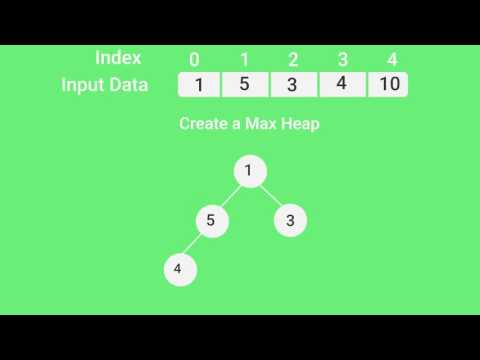 Index 0 1 2 3 4
Input Data 1 5 3 4 10
Create a Max Heap
1
5 3
4